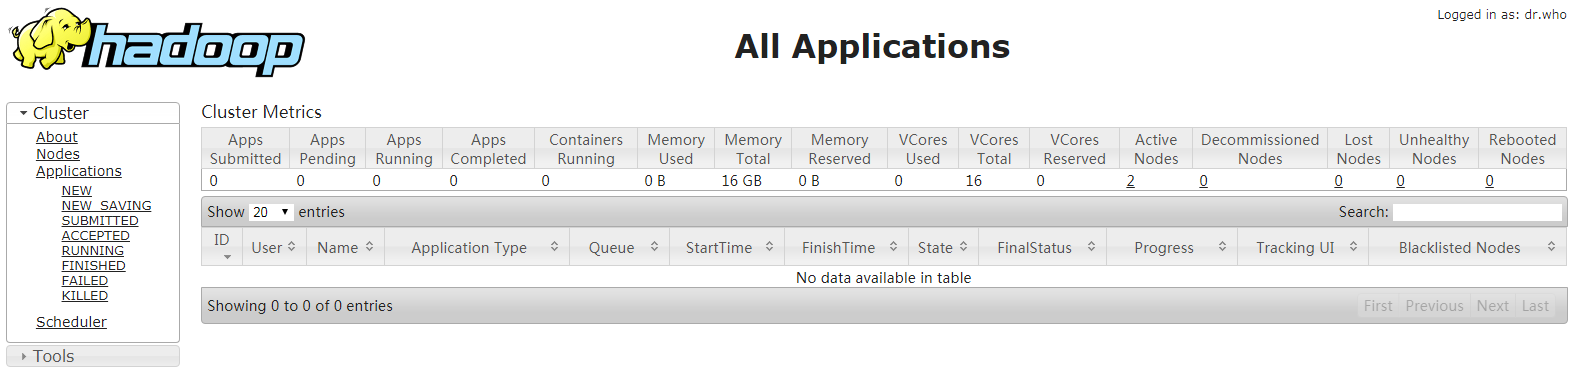 hadoop
Logged in as: dr.who
All Applications
Cluster
About
Nodes
Applications
NEW
NEW_SAVING
SUBMITTED
ACCEPTED
RUNNING
FINISHED
FAILED
KILLED
Scheduler
Tools
Cluster Metrics
Apps Submitted Apps Pending Apps Running Apps Completed Containers Running Memory Used Memory Total Memory Reserved VCores Used VCores Total VCores Reserved Active Nodes Decommissioned Nodes Lost Nodes Unhealthy Nodes Rebooted Nodes
0 0 0 0 0 0 B 16 GB 0 B 0 16 0 2 0 0 0 0
Show 20 entries Search:
ID User Name Application Type Queue StartTime FinishTime State FinalStatus Progress Tracking UI Blacklisted Nodes
No data available in table
Showing 0 to 0 of 0 entries First Previous Next Last